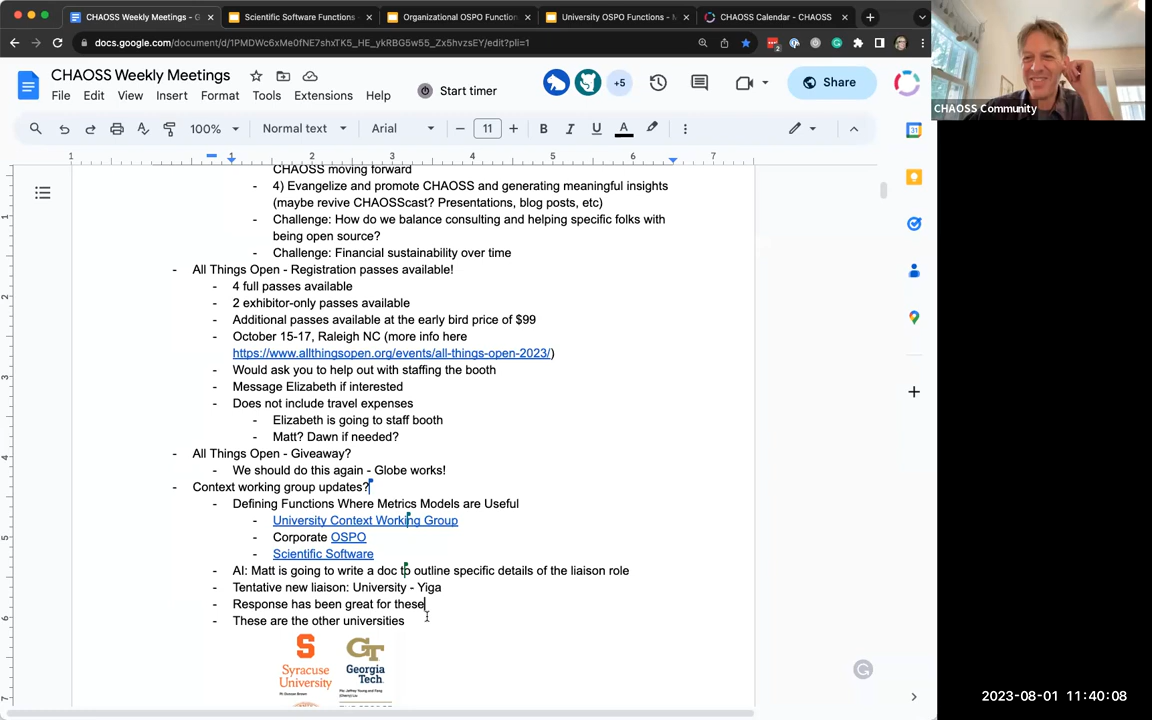 CHAOSS Weekly Meetings - G
Scientific Software Functions -
Organizational OSPO Function
University OSPO Functions - M
CHAOSS Calendar - CHAOSS
docs.google.com/document/d/1PMDWc6xMe0fNE7shxTK5_HE_ykRBG5w55_Zx5hvzsEY/edit?pli=1
CHAOSS Weekly Meetings
File Edit View Insert Format Tools Extensions Help
Start timer
+5
Share
CHAOSS Community
100%
Normal text
Arial
11
B I U A
1 1 2 3 4 5 6 7
CHAOSS moving forward
- 4) Evangelize and promote CHAOSS and generating meaningful insights
(maybe revive CHAOSScast? Presentations, blog posts, etc)
- Challenge: How do we balance consulting and helping specific folks with
being open source?
- Challenge: Financial sustainability over time
- All Things Open - Registration passes available!
- 4 full passes available
- 2 exhibitor-only passes available
- Additional passes available at the early bird price of $99
- October 15-17, Raleigh NC (more info here
https://www.allthingsopen.org/events/all-things-open-2023/)
- Would ask you to help out with staffing the booth
- Message Elizabeth if interested
- Does not include travel expenses
- Elizabeth is going to staff booth
- Matt? Dawn if needed?
- All Things Open - Giveaway?
- We should do this again - Globe works!
- Context working group updates?
- Defining Functions Where Metrics Models are Useful
- University Context Working Group
- Corporate OSPO
- Scientific Software
- AI: Matt is going to write a doc to outline specific details of the liaison role
- Tentative new liaison: University - Yiga
- Response has been great for these
- These are the other universities
S
Syracuse
University
GT
Georgia
Tech
2023-08-01 11:40:08